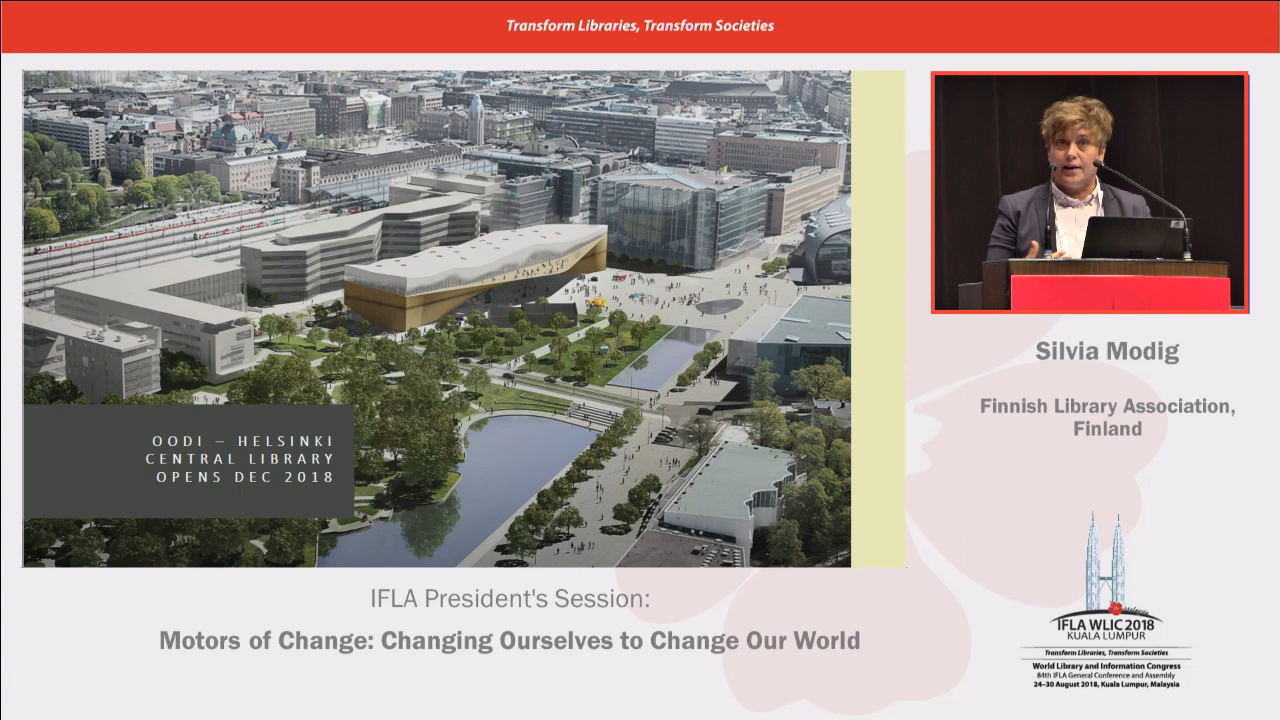 Transform Libraries, Transform Societies
OODI – HELSINKI
CENTRAL LIBRARY
OPENS DEC 2018
Silvia Modig
Finnish Library Association,
Finland
IFLA President's Session:
Motors of Change: Changing Ourselves to Change Our World
Malaysia
IFLA WLIC 2018
KUALA LUMPUR
Transform Libraries, Transform Societies
World Library and Information Congress
84th IFLA General Conference and Assembly
24–30 August 2018, Kuala Lumpur, Malaysia